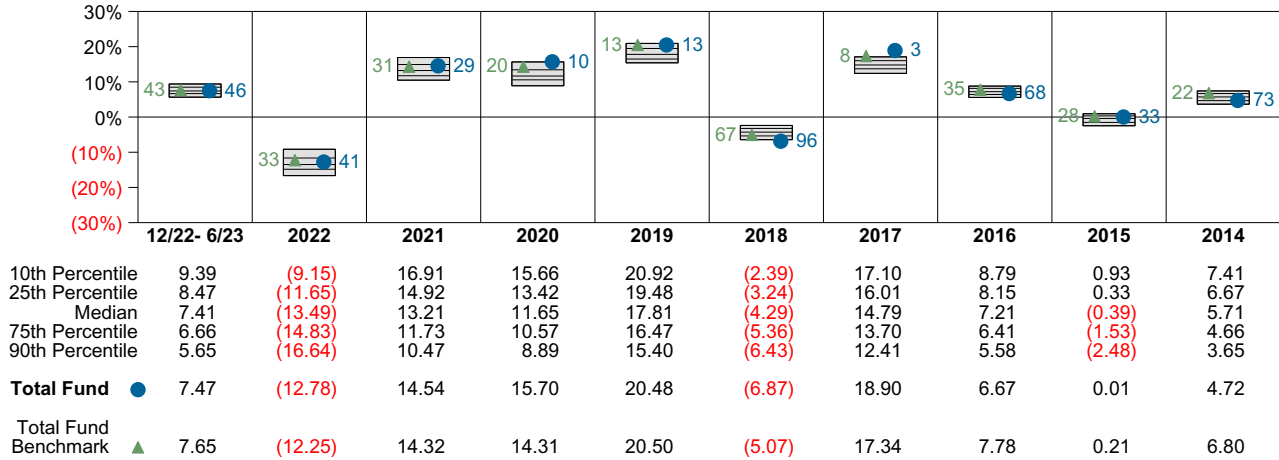 30%
20%
10%
0%
(10%)
(20%)
(30%)
43 46
33 41
31 29
20 10
13 13
67 96
8 3
35 68
28 33
22 73
12/22- 6/23 2022 2021 2020 2019 2018 2017 2016 2015 2014
10th Percentile 9.39 (9.15) 16.91 15.66 20.92 (2.39) 17.10 8.79 0.93 7.41
25th Percentile 8.47 (11.65) 14.92 13.42 19.48 (3.24) 16.01 8.15 0.33 6.67
Median 7.41 (13.49) 13.21 11.65 17.81 (4.29) 14.79 7.21 (0.39) 5.71
75th Percentile 6.66 (14.83) 11.73 10.57 16.47 (5.36) 13.70 6.41 (1.53) 4.66
90th Percentile 5.65 (16.64) 10.47 8.89 15.40 (6.43) 12.41 5.58 (2.48) 3.65
Total Fund 7.47 (12.78) 14.54 15.70 20.48 (6.87) 18.90 6.67 0.01 4.72
Total Fund
Benchmark 7.65 (12.25) 14.32 14.31 20.50 (5.07) 17.34 7.78 0.21 6.80